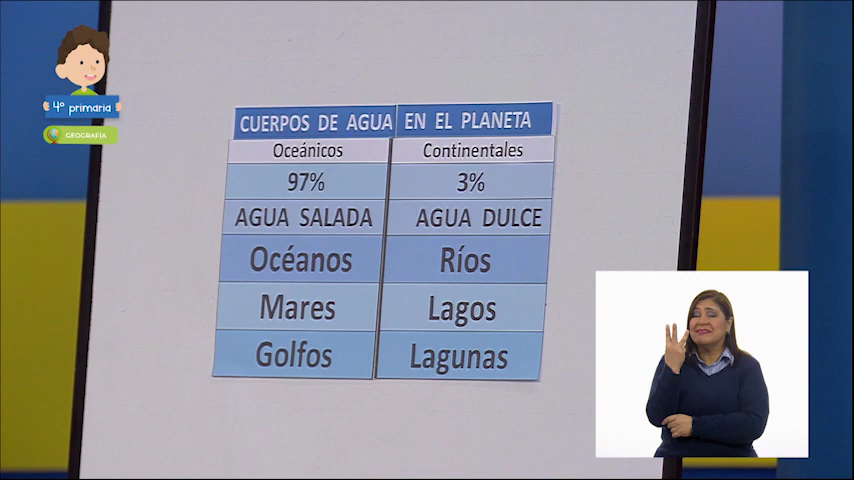 4º primaria
GEOGRAFÍA
CUERPOS DE AGUA EN EL PLANETA
Oceánicos Continentales
97% 3%
AGUA SALADA AGUA DULCE
Océanos Ríos
Mares Lagos
Golfos Lagunas